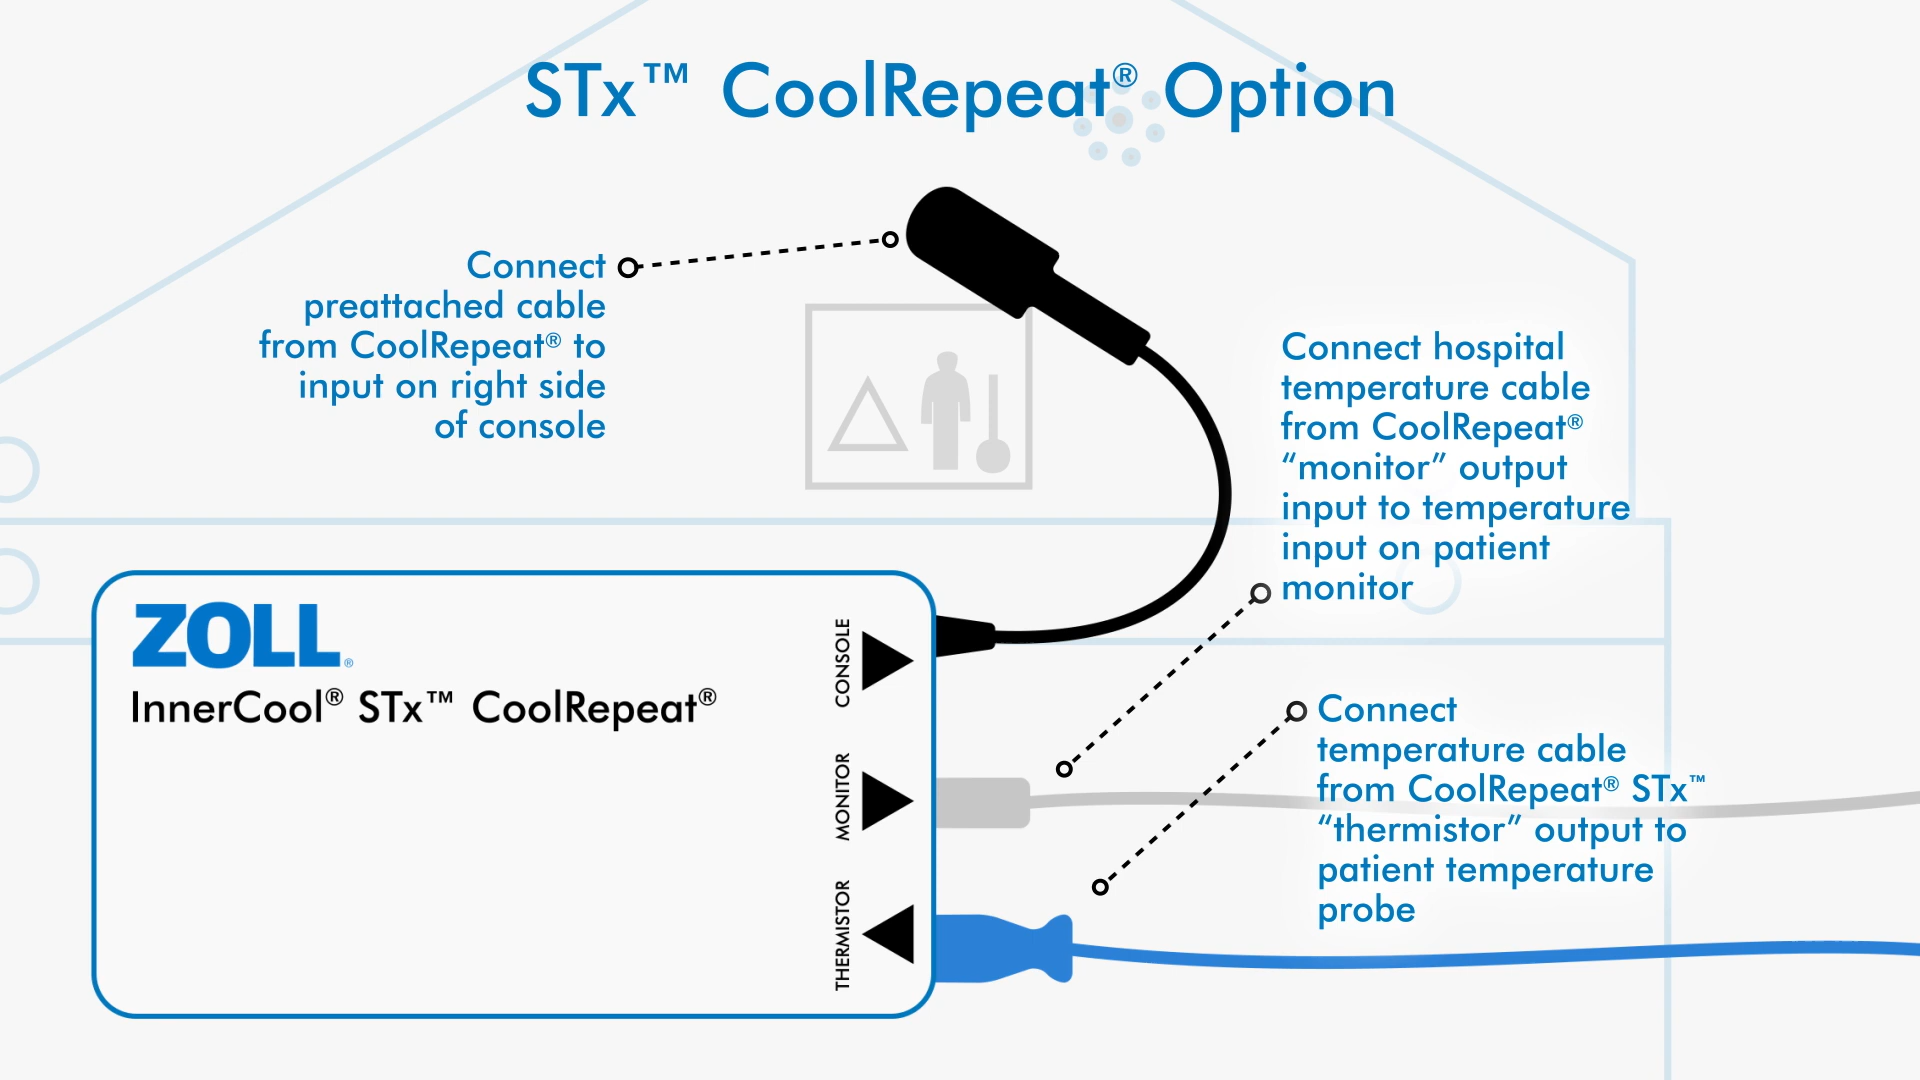 STx™ CoolRepeat® Option
Connect
preattached cable
from CoolRepeat® to
input on right side
of console
Connect hospital
temperature cable
from CoolRepeat®
“monitor” output
input to temperature
input on patient
monitor
ZOLL®
InnerCool® STx™ CoolRepeat®
CONSOLE
MONITOR
THERMISTOR
Connect
temperature cable
from CoolRepeat® STx™
“thermistor” output to
patient temperature
probe